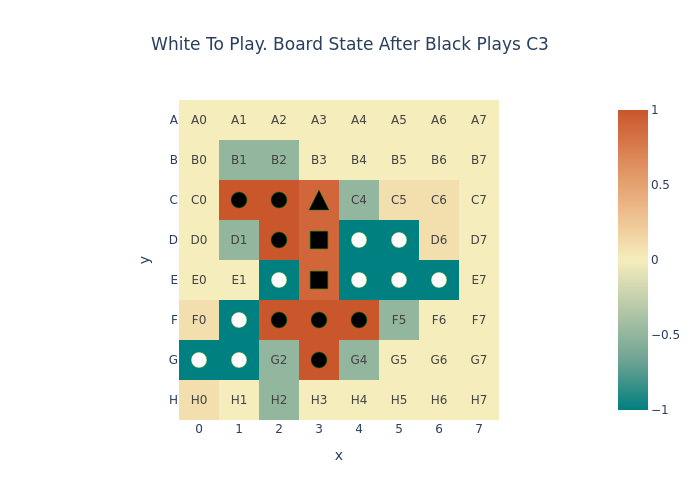 White To Play. Board State After Black Plays C3
A A0 A1 A2 A3 A4 A5 A6 A7 1
B B0 B1 B2 B3 B4 B5 B6 B7
0.5
C C0 C4 C5 C6 C7
D D0 D1 D6 D7
y 0
E E0 E1 E7
F F0 F5 F6 F7
−0.5
G G2 G4 G5 G6 G7
H H0 H1 H2 H3 H4 H5 H6 H7 −1
0 1 2 3 4 5 6 7
x